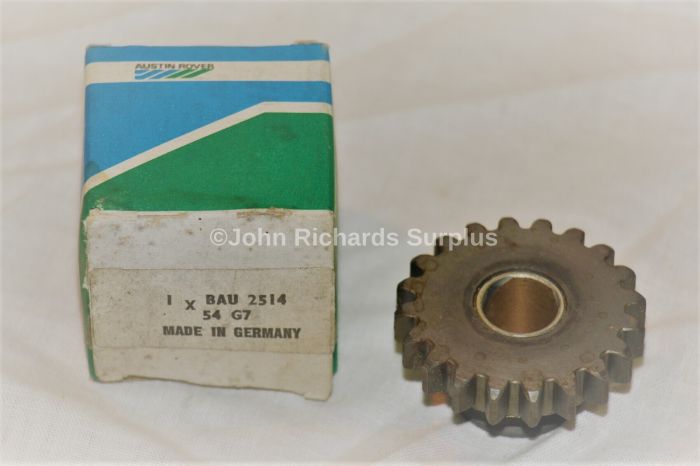 AUSTIN ROVER
©John Richards Surplus
1 x BAU 2514
54 G7
MADE IN GERMANY